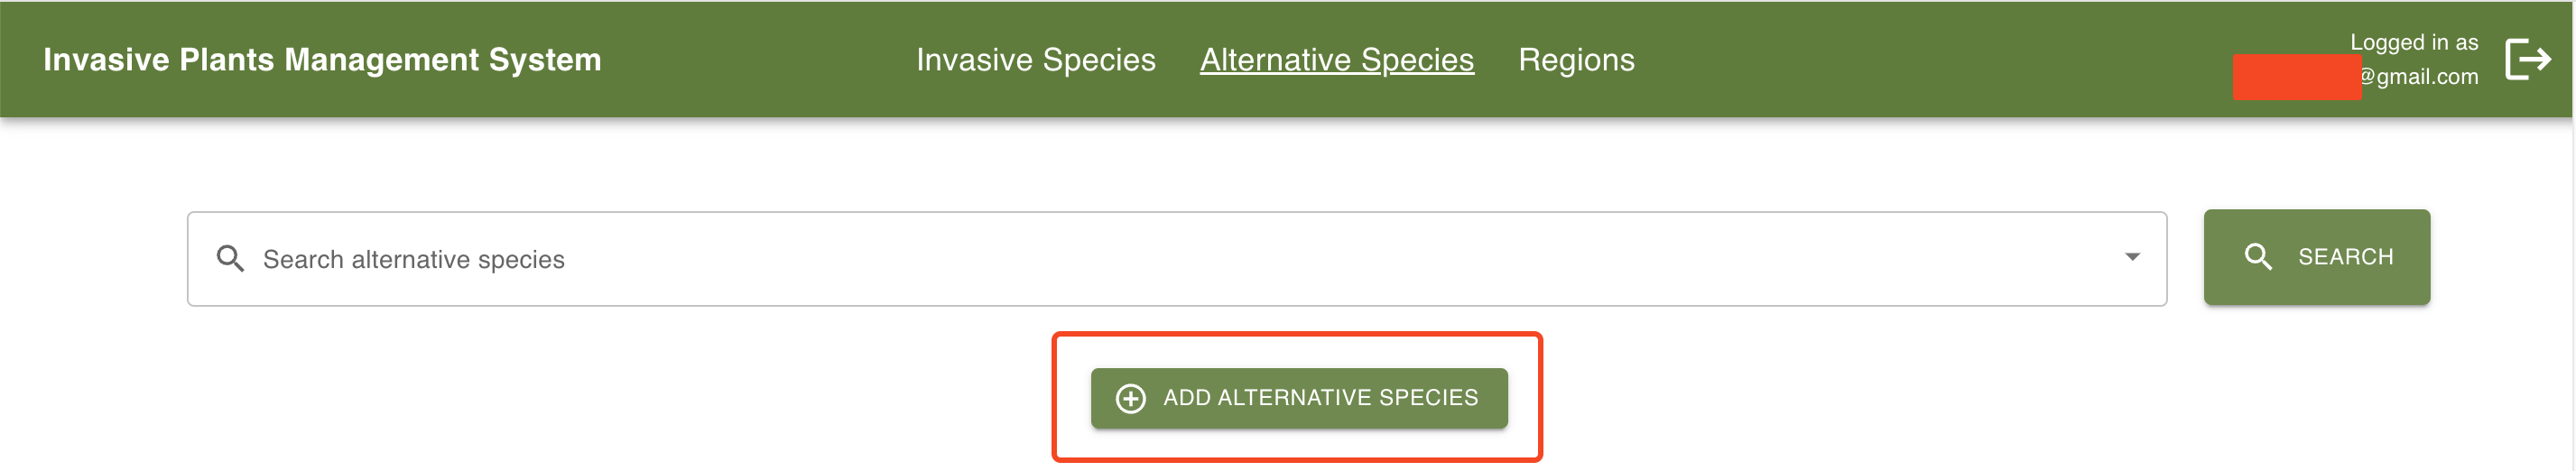 Invasive Plants Management System
Invasive Species
Alternative Species
Regions
Logged in as
@gmail.com
Search alternative species
SEARCH
ADD ALTERNATIVE SPECIES